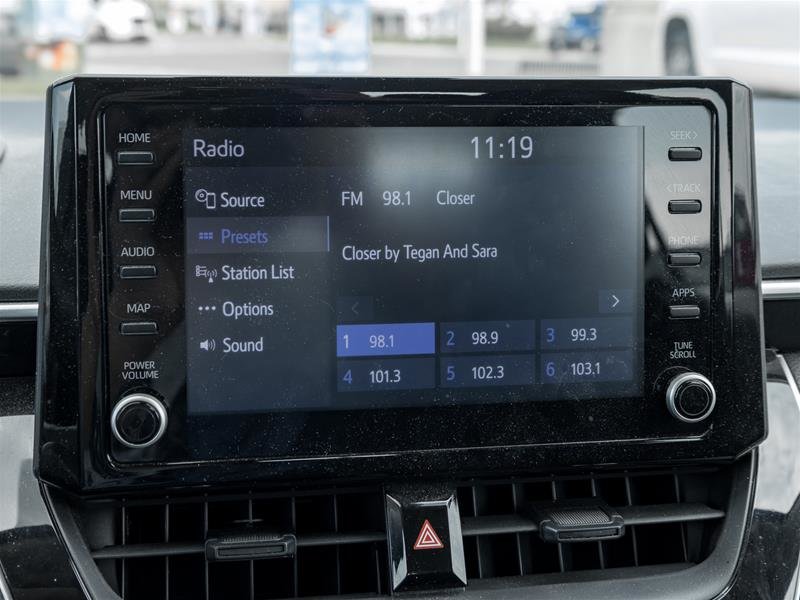 HOME
MENU
AUDIO
MAP
POWER
VOLUME
Radio
11:19
Source
Presets
Station List
Options
Sound
FM 98.1 Closer
Closer by Tegan And Sara
1 98.1
2 98.9
3 99.3
4 101.3
5 102.3
6 103.1
SEEK >
< TRACK
PHONE
APPS
TUNE
SCROLL